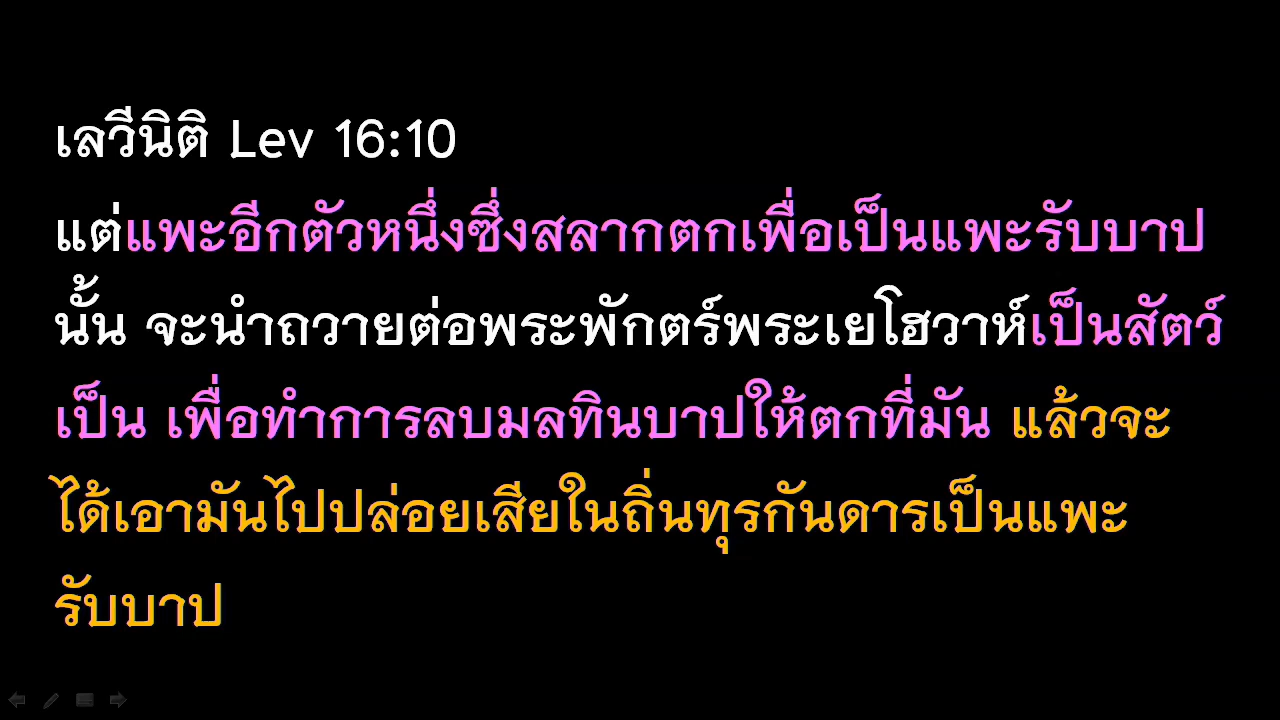 เลวีนิติ Lev 16:10
แต่แพะอีกตัวหนึ่งซึ่งสลากตกเพื่อเป็นแพะรับบาป
นั้น จะนำถวายต่อพระพักตร์พระเยโฮวาห์เป็นสัตว์
เป็น เพื่อทำการลบมลทินบาปให้ตกที่มัน แล้วจะ
ได้เอามันไปปล่อยเสียในถิ่นทุรกันดารเป็นแพะ
รับบาป